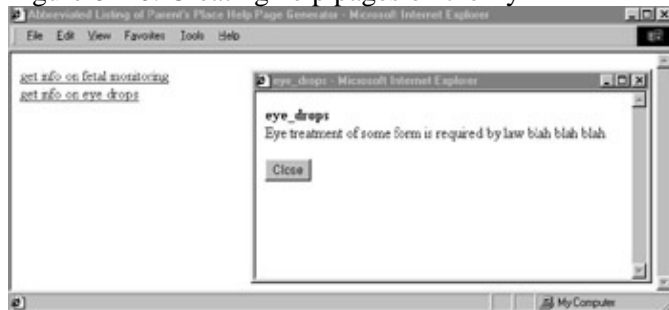 Abbreviated Listing of Parent's Place Help Page Generator - Microsoft Internet Explorer
File Edit View Favorites Tools Help
get info on fetal monitoring
get info on eye drops
eye_drops - Microsoft Internet Explorer
eye_drops
Eye treatment of some form is required by law blah blah blah
Close
My Computer